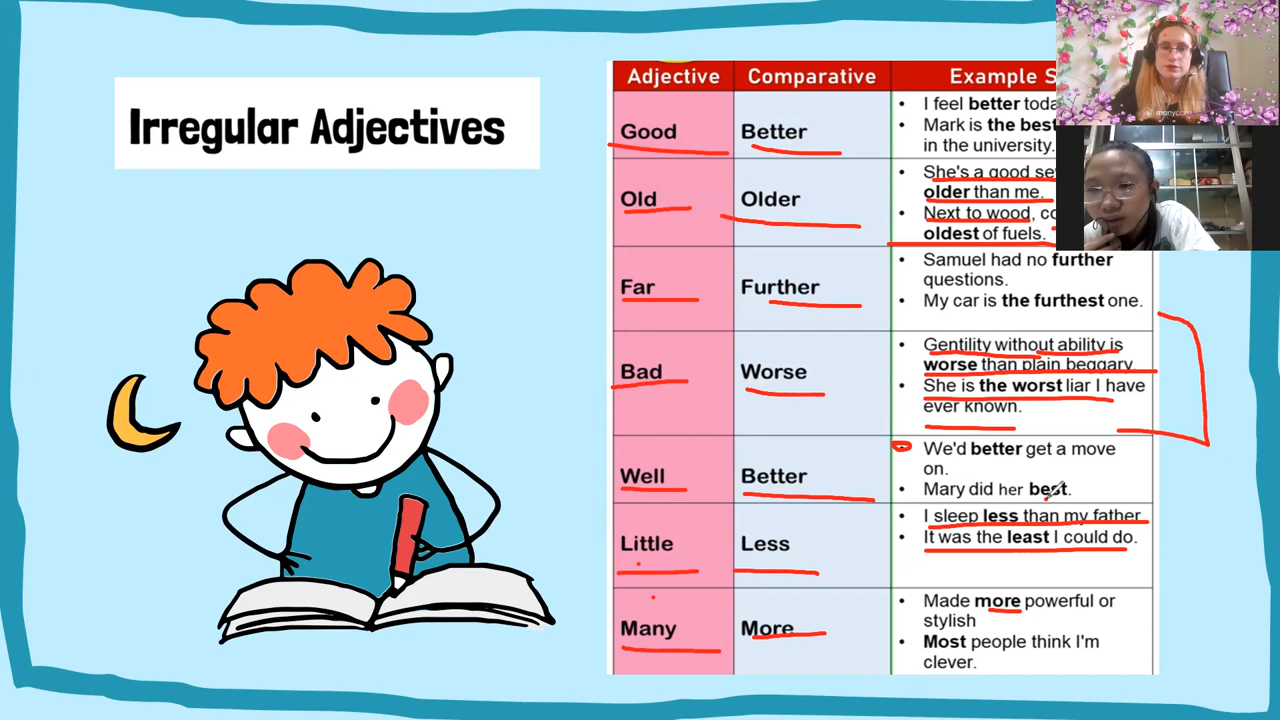 Irregular Adjectives
Adjective Comparative Example
Good Better
I feel better
Mark is the best
in the university.
Old Older
She's a good
older than me.
Next to wood,
oldest of fuels.
Far Further
Samuel had no further
questions.
My car is the furthest one.
Bad Worse
Gentility without ability is
worse than plain beggary
She is the worst liar I have
ever known.
Well Better
We'd better get a move
on.
Mary did her best.
Little Less
I sleep less than my father
It was the least I could do.
Many More
Made more powerful or
stylish
Most people think I'm
clever.